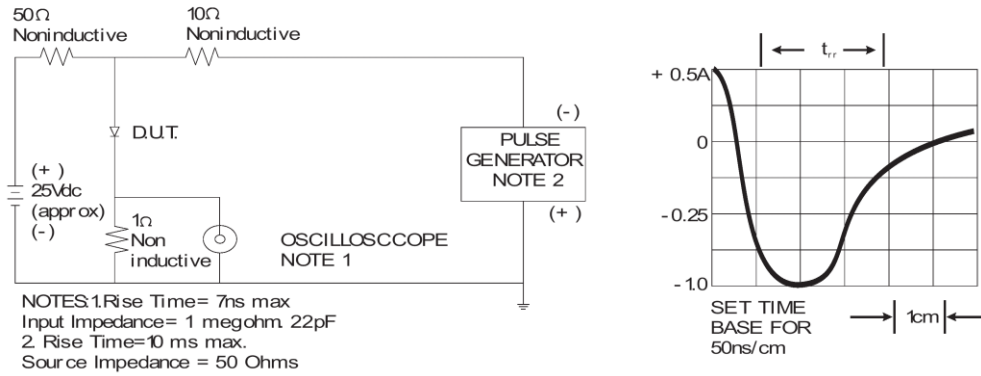 50Ω
Noninductive
10Ω
Noninductive
D.U.T.
(+)
25Vdc
(approx)
(-)
1Ω
Non
inductive
OSCILLOSCCOPE
NOTE 1
(-)
PULSE
GENERATOR
NOTE 2
(+)
NOTES:1.Rise Time= 7ns max
Input Impedance= 1 megohm. 22pF
2. Rise Time=10 ms max.
Source Impedance = 50 Ohms
trr
+ 0.5A
0
-0.25
-1.0
SET TIME
BASE FOR
50ns/cm
1cm